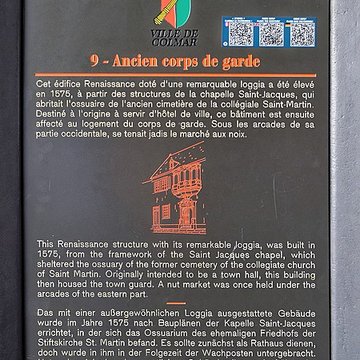 VILLE DE
COLMAR
9 - Ancien corps de garde
Cet édifice Renaissance doté d'une remarquable loggia a été élevé
en 1575, à partir des structures de la chapelle Saint-Jacques, qui
abritait l'ossuaire de l'ancien cimetière de la collégiale Saint-Martin.
Destiné à l'origine à servir d'hôtel de ville, ce bâtiment est ensuite
affecté au logement du corps de garde. Sous les arcades de sa
partie occidentale, se tenait jadis le marché aux noix.
This Renaissance structure with its remarkable loggia, was built in
1575, from the framework of the Saint Jacques chapel, which
sheltered the ossuary of the former cemetery of the collegiate church
of Saint Martin. Originally intended to be a town hall, this building
then housed the town guard. A nut market was once held under the
arcades of the eastern part.
Das mit einer außergewöhnlichen Loggia ausgestattete Gebäude
wurde im Jahre 1575 nach Bauplänen der Kapelle Saint-Jacques
errichtet, in der sich das Ossuarium des ehemaligen Friedhofs der
Stiftskirche St. Martin befand. Es sollte zunächst als Rathaus dienen,
doch wurde in ihm in der Folgezeit der Wachposten untergebracht.